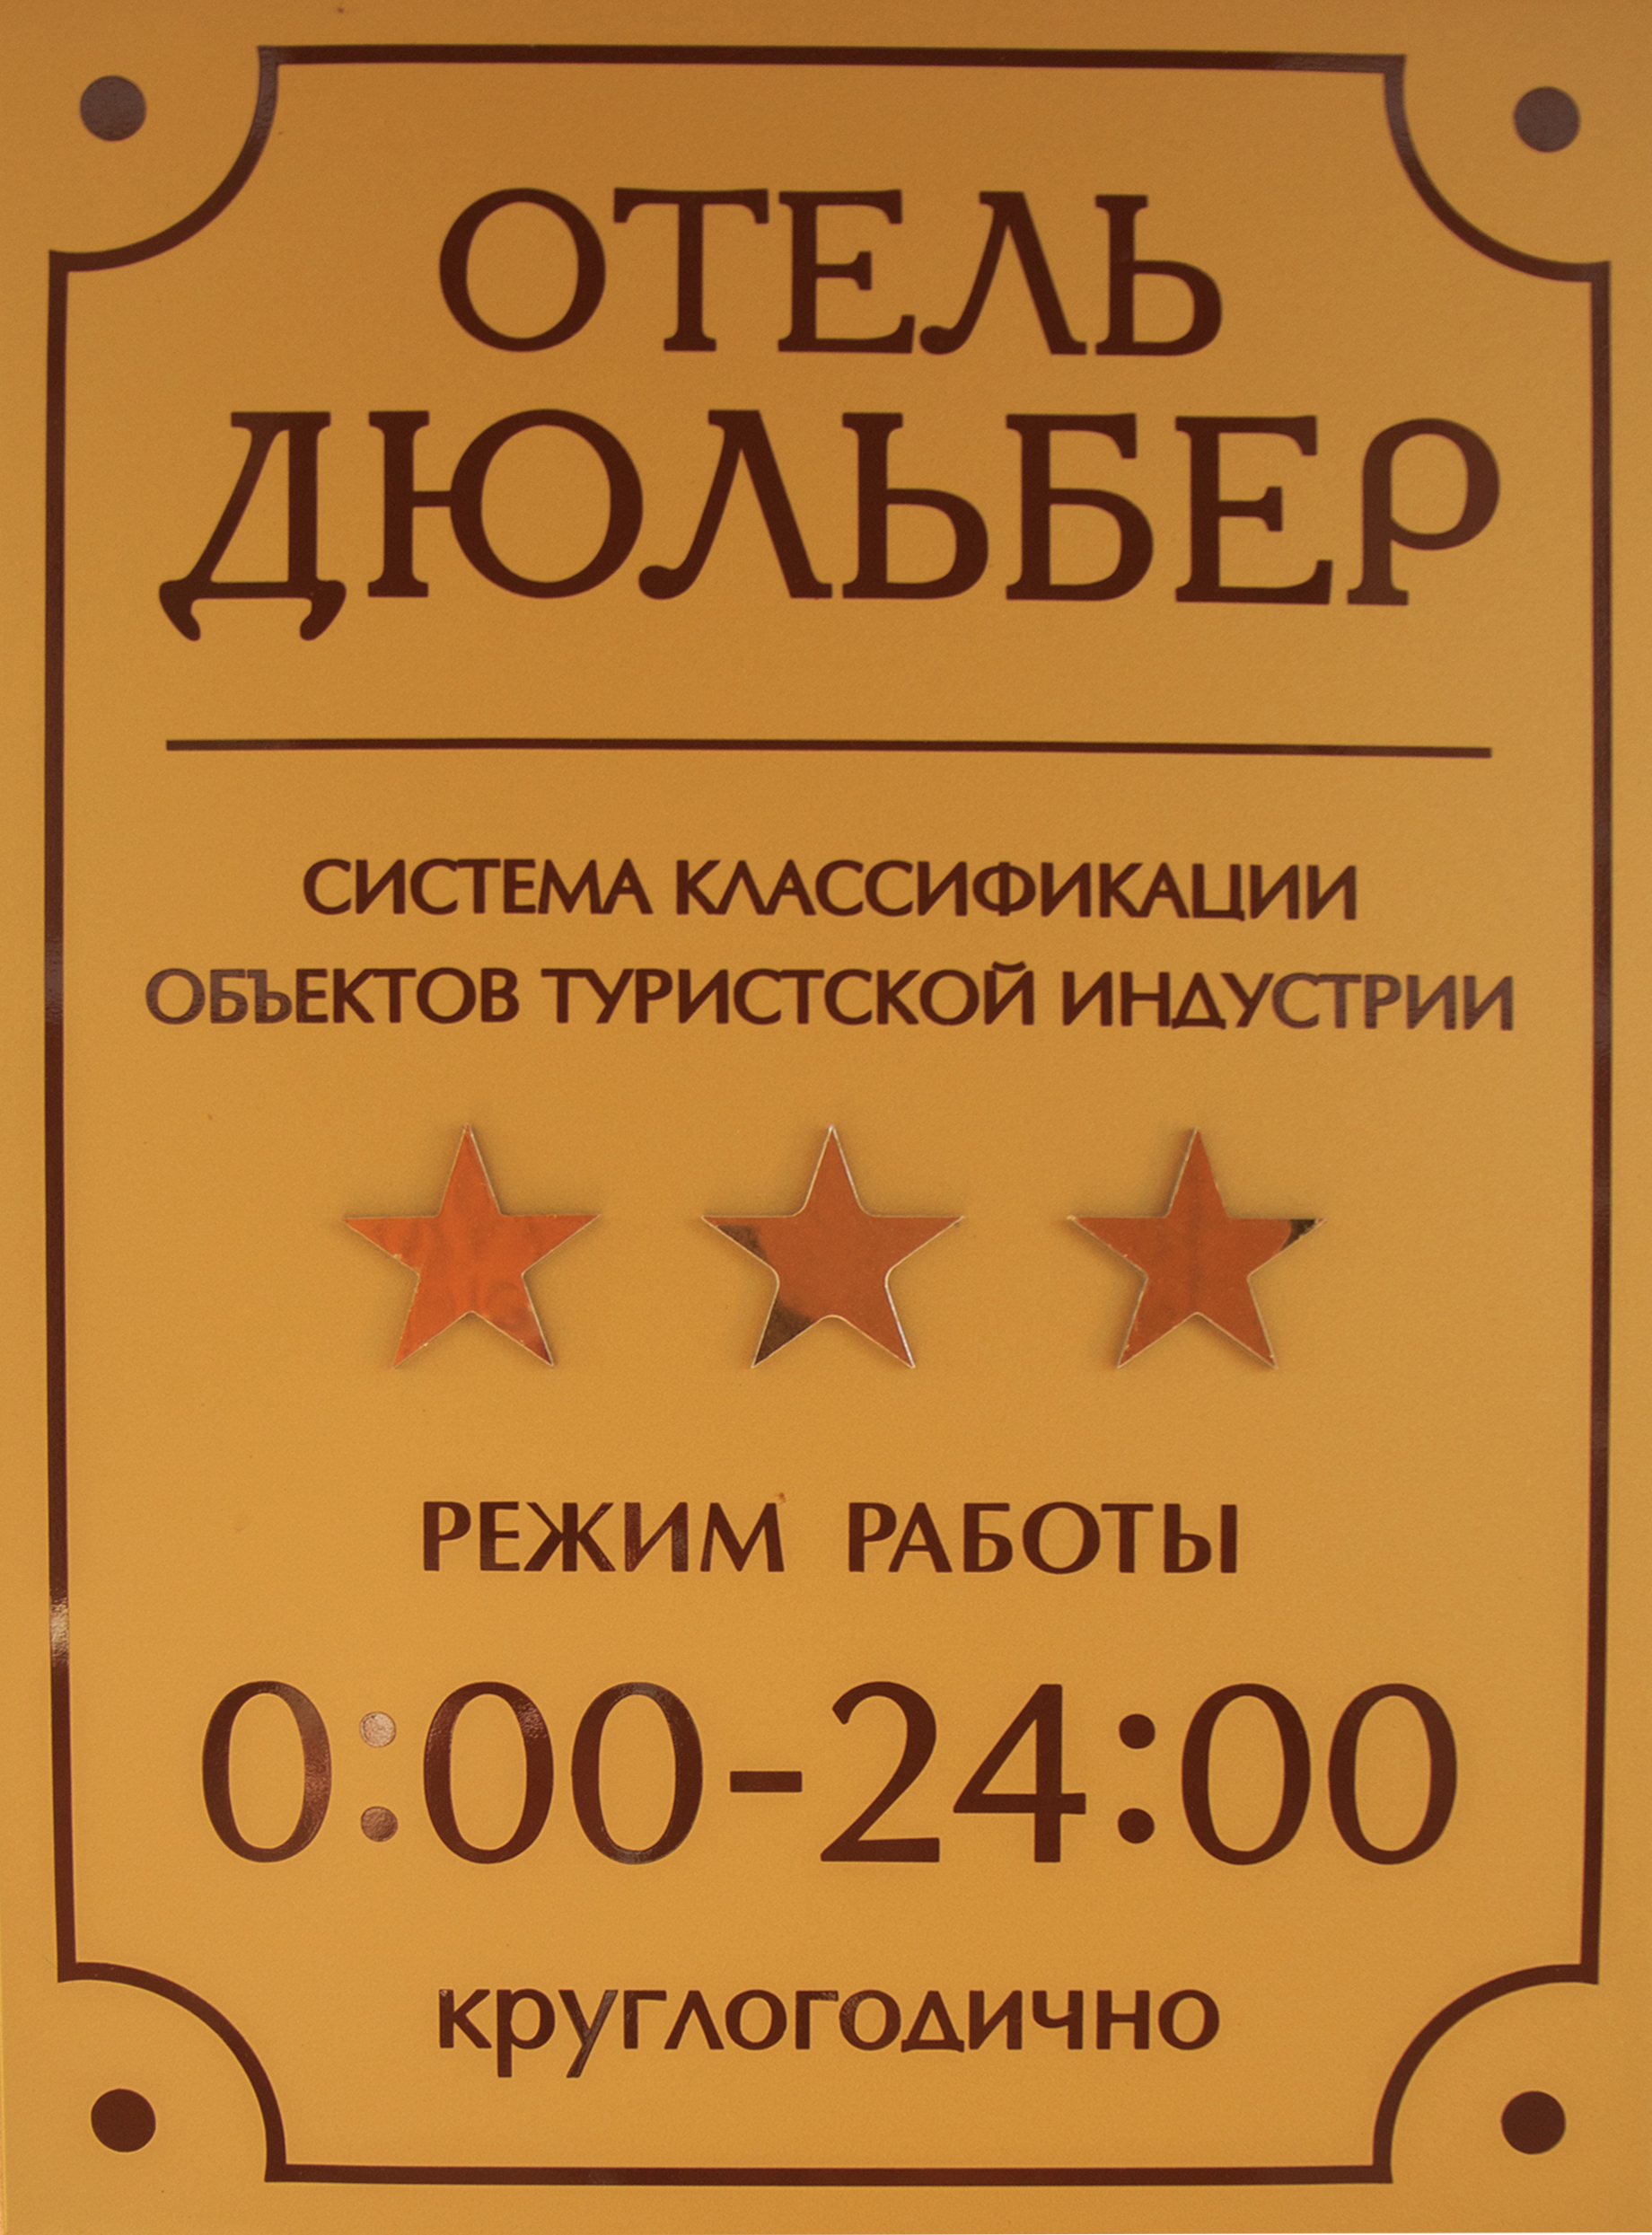 ОТЕЛЬ
ДЮЛЬБЕР
СИСТЕМА КЛАССИФИКАЦИИ
ОБЪЕКТОВ ТУРИСТСКОЙ ИНДУСТРИИ
РЕЖИМ РАБОТЫ
0:00-24:00
круглогодично